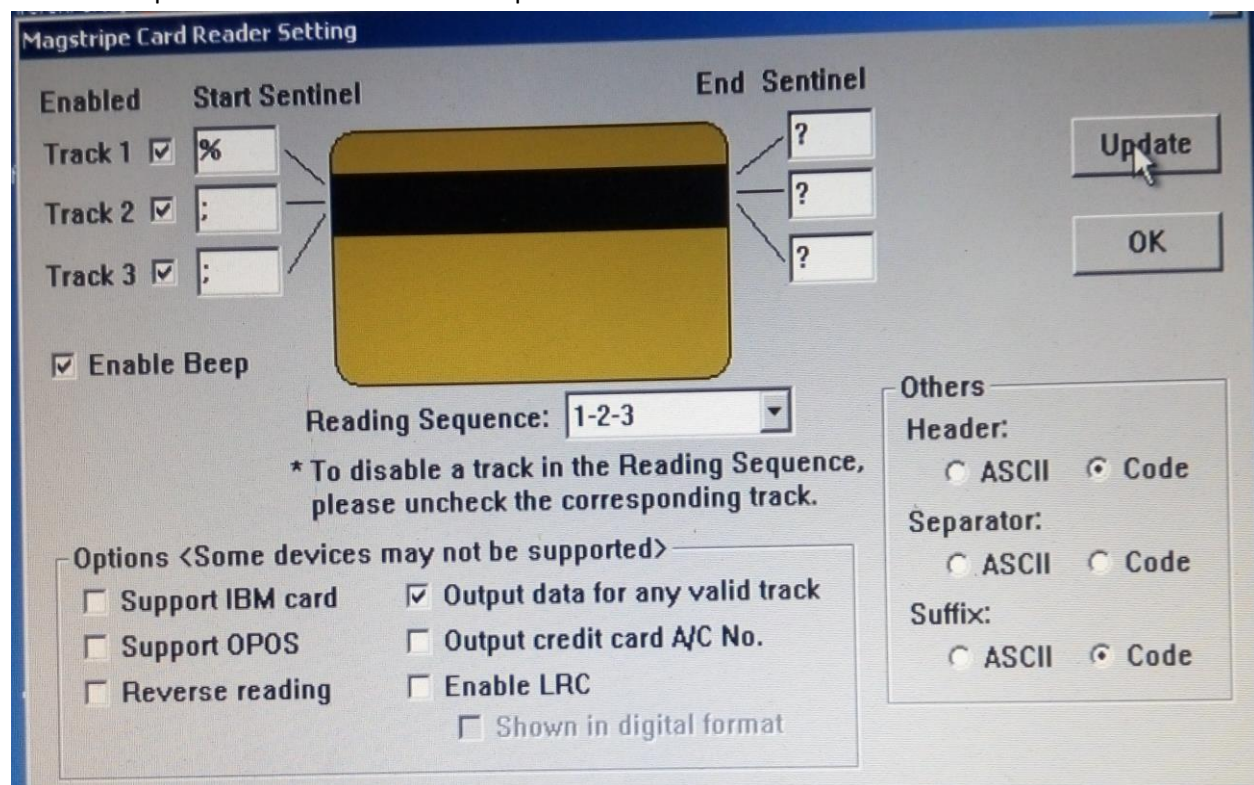 Magstripe Card Reader Setting
Enabled Start Sentinel End Sentinel
Track 1 % ?
Track 2 ; ?
Track 3 ; ?
Update
OK
Enable Beep
Reading Sequence: 1-2-3
* To disable a track in the Reading Sequence,
please uncheck the corresponding track.
Options <Some devices may not be supported>
Support IBM card Output data for any valid track
Support OPOS Output credit card A/C No.
Reverse reading Enable LRC
Shown in digital format
Others
Header:
ASCII Code
Separator:
ASCII Code
Suffix:
ASCII Code